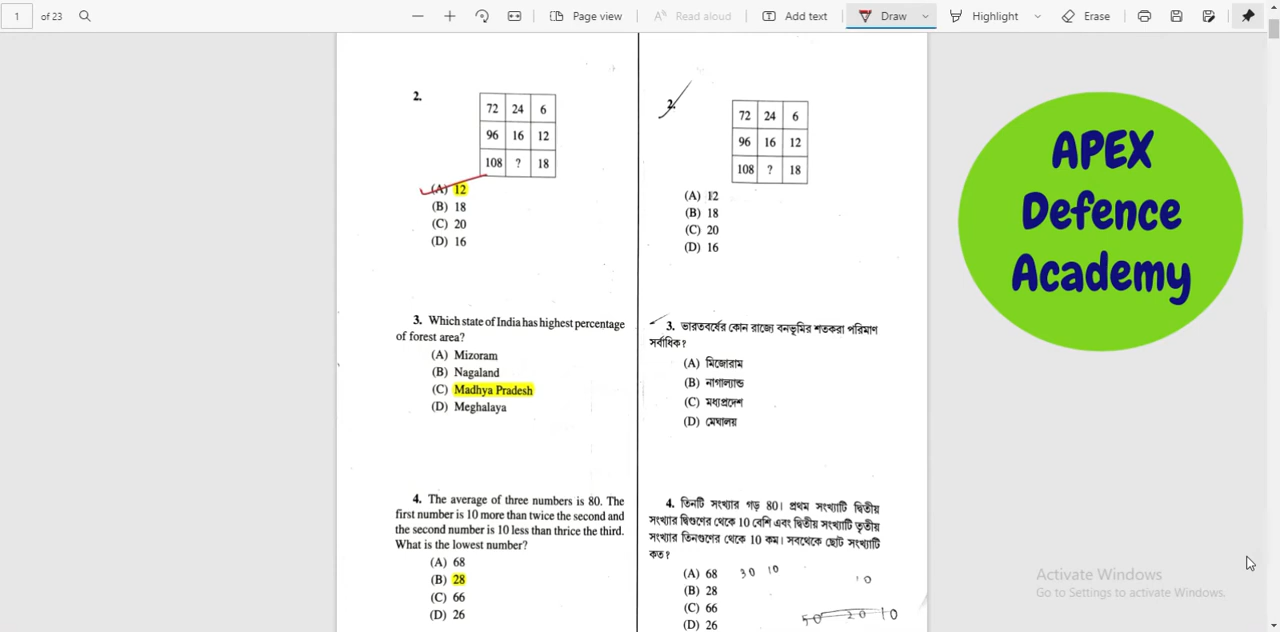 1 of 23 Page view Read aloud Add text Draw Highlight Erase
2.
72 24 6
96 16 12
108 ? 18
(A) 12
(B) 18
(C) 20
(D) 16
3. Which state of India has highest percentage
of forest area?
(A) Mizoram
(B) Nagaland
(C) Madhya Pradesh
(D) Meghalaya
4. The average of three numbers is 80. The
first number is 10 more than twice the second and
the second number is 10 less than thrice the third.
What is the lowest number?
(A) 68
(B) 28
(C) 66
(D) 26
2.
72 24 6
96 16 12
108 ? 18
(A) 12
(B) 18
(C) 20
(D) 16
3. ভারতবর্ষের কোন রাজ্যে বনভূমির শতকরা পরিমাণ
সর্বাধিক?
(A) মিজোরাম
(B) নাগাল্যান্ড
(C) মধ্যপ্রদেশ
(D) মেঘালয়
4. তিনটি সংখ্যার গড় 80। প্রথম সংখ্যাটি দ্বিতীয়
সংখ্যার দ্বিগুণের থেকে 10 বেশি এবং দ্বিতীয় সংখ্যাটি তৃতীয়
সংখ্যার তিনগুণের থেকে 10 কম। সবথেকে ছোট সংখ্যাটি
কত?
(A) 68 30 10
10
(B) 28
(C) 66
50 20 10
(D) 26
APEX
Defence
Academy
Activate Windows
Go to Settings to activate Windows.